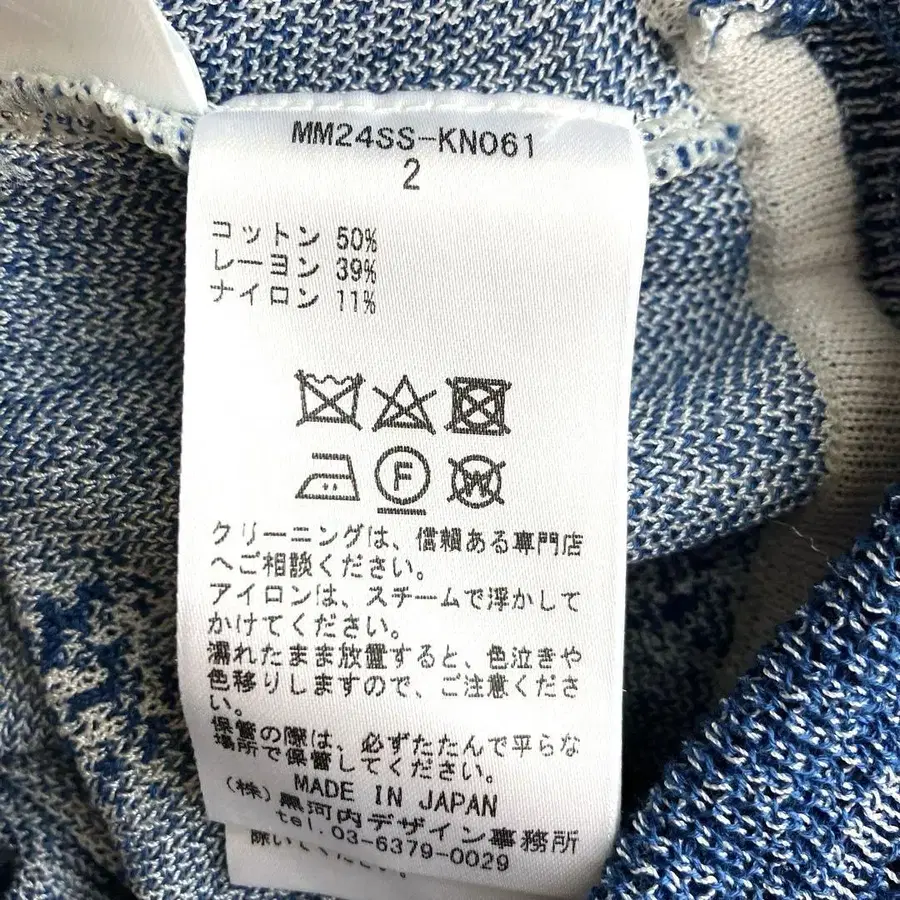 MM24SS-KN061
2
コットン 50%
レーヨン 39%
ナイロン 11%
F
W
クリーニングは、信頼ある専門店
へご相談ください。
アイロンは、スチームで浮かして
かけてください。
濡れたまま放置すると、色泣きや
色移りしますので、ご注意くださ
い。
保管の際は、必ずたたんで平らな
場所で保管してください。
MADE IN JAPAN
(株)黒河内デザイン事務所
tel.03-6379-0029